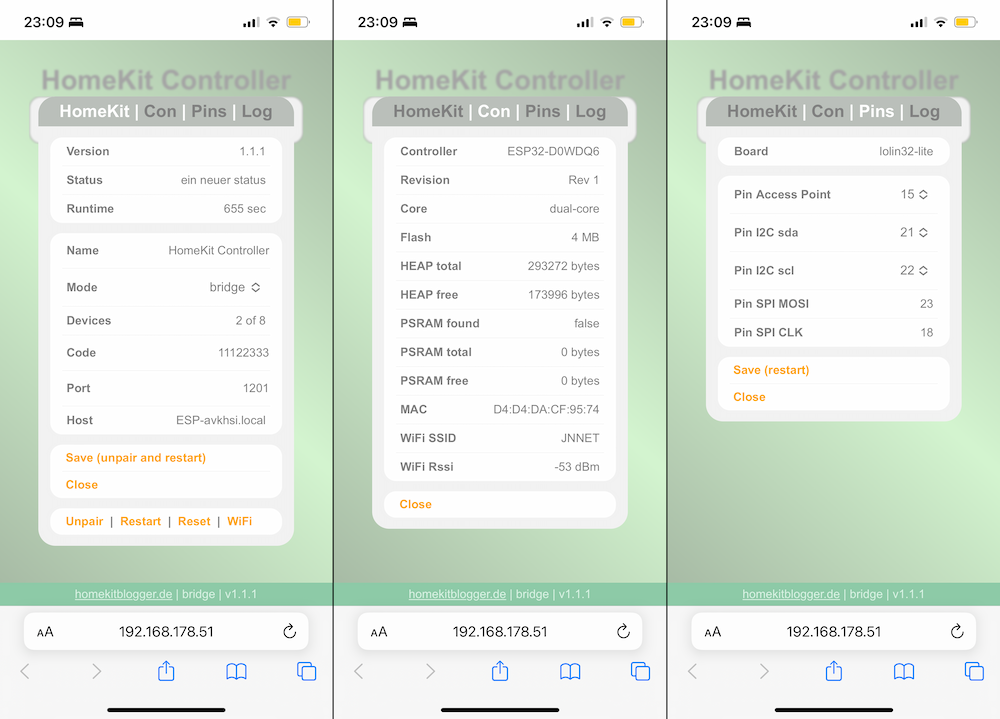 23:09
HomeKit Controller
HomeKit | Con | Pins | Log
Version 1.1.1
Status ein neuer status
Runtime 655 sec
Name HomeKit Controller
Mode bridge
Devices 2 of 8
Code 11122333
Port 1201
Host ESP-avkhsi.local
Save (unpair and restart)
Close
Unpair | Restart | Reset | WiFi
homekitblogger.de | bridge | v1.1.1
AA 192.168.178.51
23:09
HomeKit Controller
HomeKit | Con | Pins | Log
Controller ESP32-D0WDQ6
Revision Rev 1
Core dual-core
Flash 4 MB
HEAP total 293272 bytes
HEAP free 173996 bytes
PSRAM found false
PSRAM total 0 bytes
PSRAM free 0 bytes
MAC D4:D4:DA:CF:95:74
WiFi SSID JNNET
WiFi Rssi -53 dBm
Close
homekitblogger.de | bridge | v1.1.1
AA 192.168.178.51
23:09
HomeKit Controller
HomeKit | Con | Pins | Log
Board lolin32-lite
Pin Access Point 15
Pin I2C sda 21
Pin I2C scl 22
Pin SPI MOSI 23
Pin SPI CLK 18
Save (restart)
Close
homekitblogger.de | bridge | v1.1.1
AA 192.168.178.51